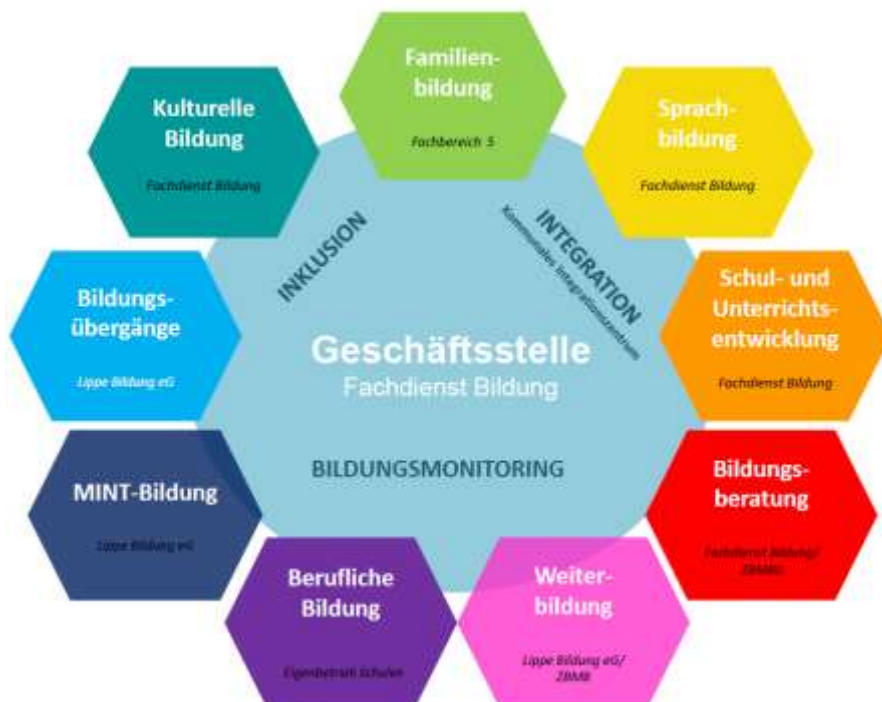 Familien-
bildung
Fachbereich 5
Kulturelle
Bildung
Fachdienst Bildung
Sprach-
bildung
Fachdienst Bildung
INKLUSION
INTEGRATION
Kommunales Integrationszentrum
Bildungs-
übergänge
Lippe Bildung eG
Schul- und
Unterrichts-
entwicklung
Fachdienst Bildung
Geschäftsstelle
Fachdienst Bildung
BILDUNGSMONITORING
MINT-Bildung
Lippe Bildung eG
Bildungs-
beratung
Fachdienst Bildung/
Berufliche
Bildung
Eigenbetrieb Schulen
Weiter-
bildung
Lippe Bildung eG/
ZBMB